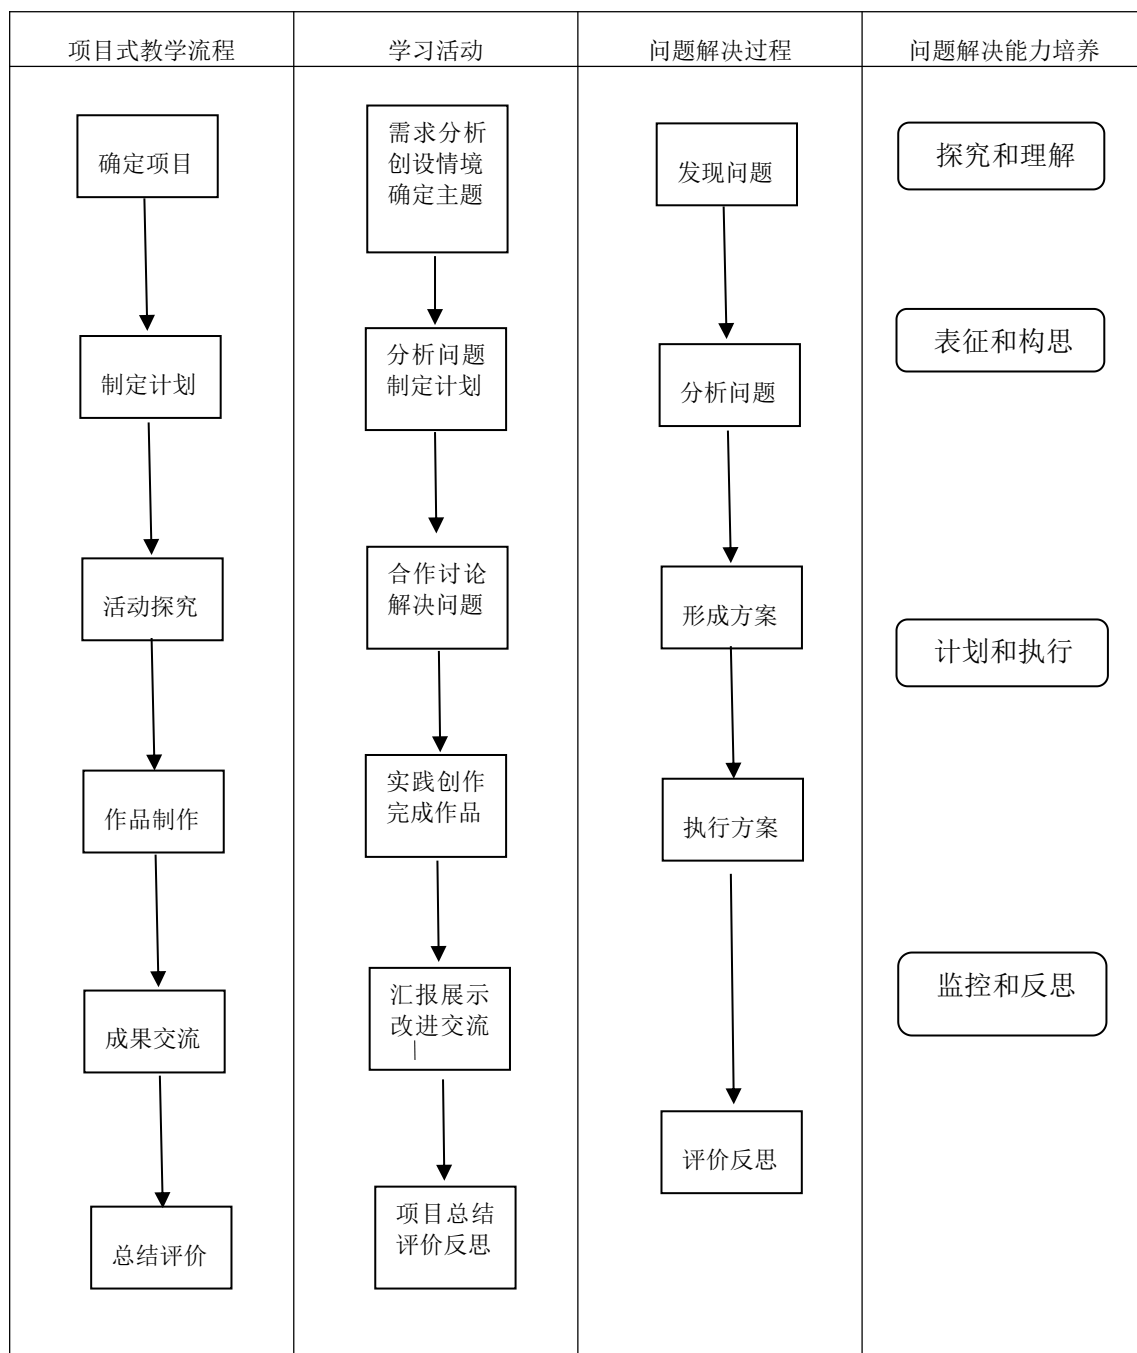 项目式教学流程
学习活动
问题解决过程
问题解决能力培养
确定项目
制定计划
活动探究
作品制作
成果交流
总结评价
需求分析
创设情境
确定主题
分析问题
制定计划
合作讨论
解决问题
实践创作
完成作品
汇报展示
改进交流
项目总结
评价反思
发现问题
分析问题
形成方案
执行方案
评价反思
探究和理解
表征和构思
计划和执行
监控和反思